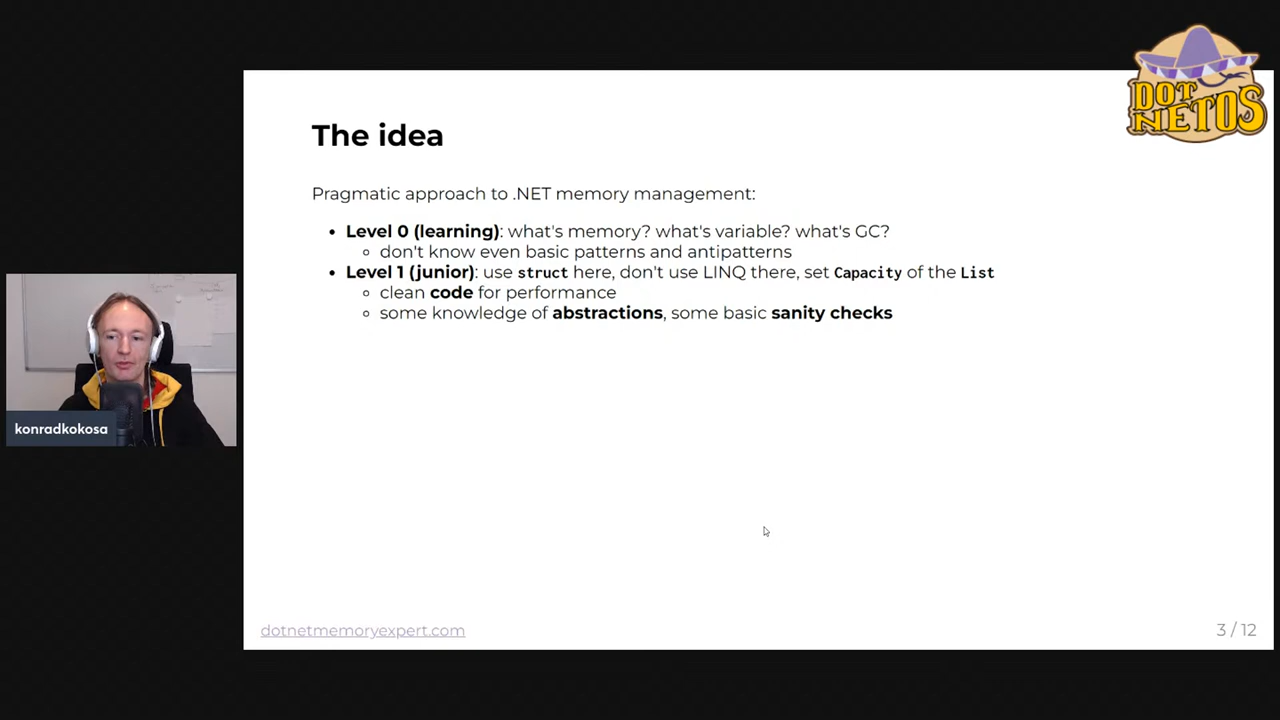 DOT
NETOS
The idea
Pragmatic approach to .NET memory management:
• Level 0 (learning): what's memory? what's variable? what's GC?
◦ don't know even basic patterns and antipatterns
• Level 1 (junior): use struct here, don't use LINQ there, set Capacity of the List
◦ clean code for performance
◦ some knowledge of abstractions, some basic sanity checks
konradkokosa
dotnetmemoryexpert.com
3 / 12